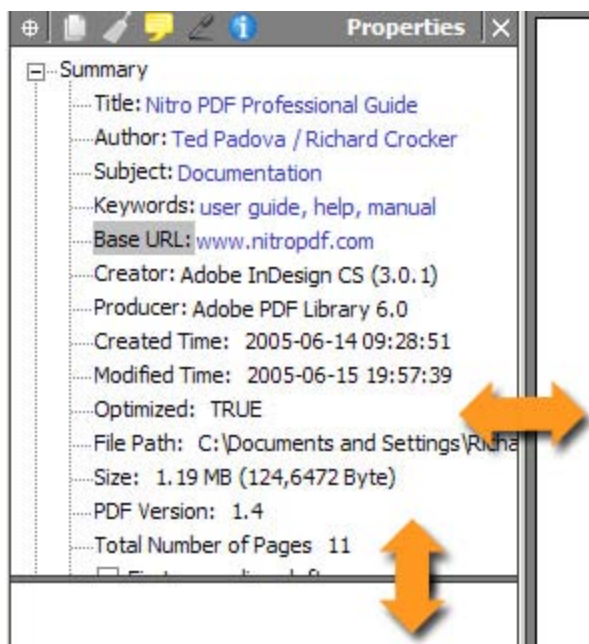 Properties
Summary
Title: Nitro PDF Professional Guide
Author: Ted Padova / Richard Crocker
Subject: Documentation
Keywords: user guide, help, manual
Base URL: www.nitropdf.com
Creator: Adobe InDesign CS (3.0.1)
Producer: Adobe PDF Library 6.0
Created Time: 2005-06-14 09:28:51
Modified Time: 2005-06-15 19:57:39
Optimized: TRUE
File Path: C:\Documents and Settings\Richa
Size: 1.19 MB (124,6472 Byte)
PDF Version: 1.4
Total Number of Pages 11